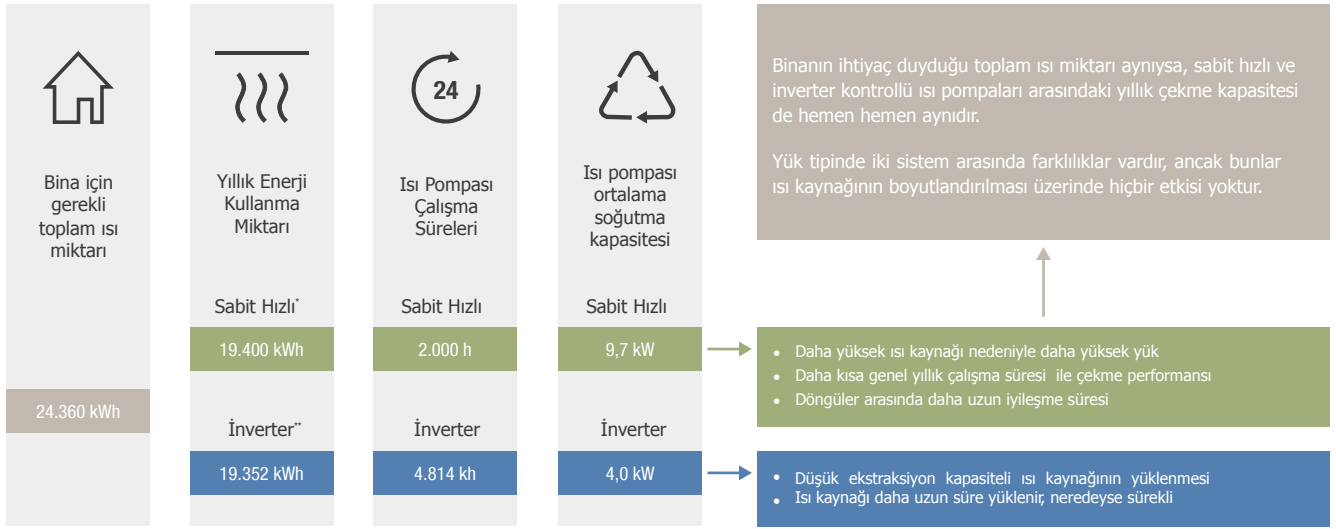 Bina için
gerekli
toplam ısı
miktarı
24.360 kWh
Yıllık Enerji
Kullanma
Miktarı
Sabit Hızlı*
19.400 kWh
İnverter**
19.352 kWh
24
Isı Pompası
Çalışma
Süreleri
Sabit Hızlı
2.000 h
İnverter
4.814 kh
Isı pompası
ortalama
soğutma
kapasitesi
Sabit Hızlı
9,7 kW
İnverter
4,0 kW
Binanın ihtiyaç duyduğu toplam ısı miktarı aynıysa, sabit hızlı ve
inverter kontrollü ısı pompaları arasındaki yıllık çekme kapasitesi
de hemen hemen aynıdır.
Yük tipinde iki sistem arasında farklılıklar vardır, ancak bunlar
ısı kaynağının boyutlandırılması üzerinde hiçbir etkisi yoktur.
• Daha yüksek ısı kaynağı nedeniyle daha yüksek yük
• Daha kısa genel yıllık çalışma süresi ile çekme performansı
• Döngüler arasında daha uzun iyileşme süresi
• Düşük ekstraksiyon kapasiteli ısı kaynağının yüklenmesi
• Isı kaynağı daha uzun süre yüklenir, neredeyse sürekli